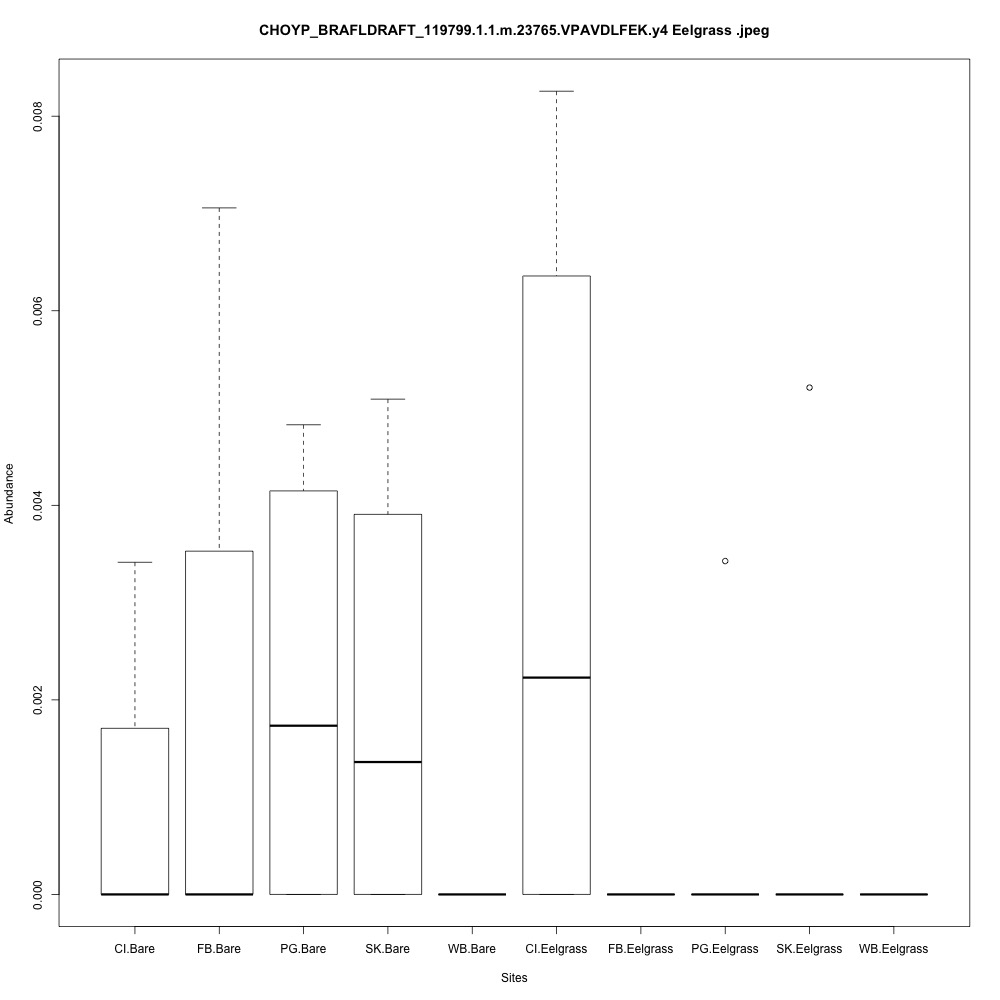 CHOYP_BRAFLDRAFT_119799.1.1.m.23765.VPAVDLFEK.y4 Eelgrass .jpeg
0.008
0.006
0.004
0.002
0.000
Abundance
CI.Bare FB.Bare PG.Bare SK.Bare WB.Bare CI.Eelgrass FB.Eelgrass PG.Eelgrass SK.Eelgrass WB.Eelgrass
Sites